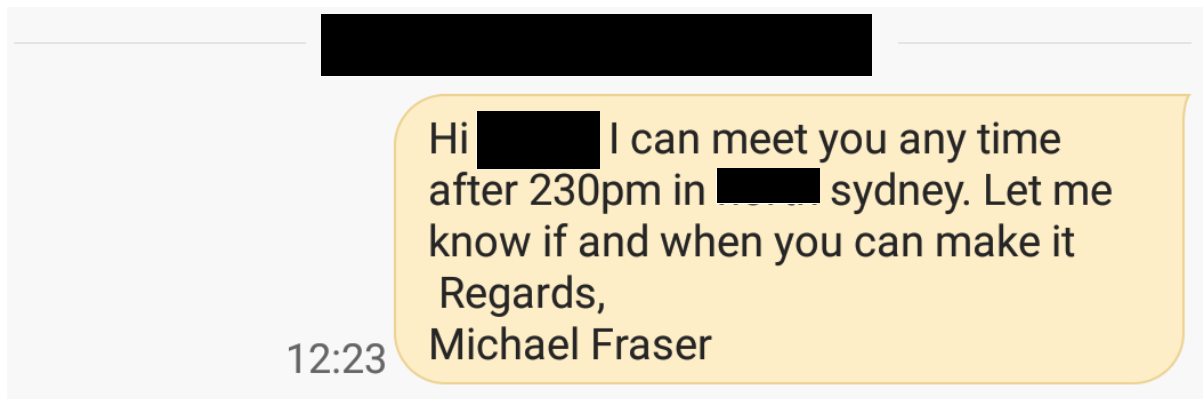 Hi I can meet you any time
after 230pm in sydney. Let me
know if and when you can make it
Regards,
Michael Fraser
12:23